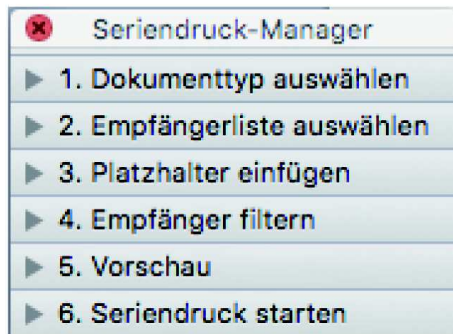 Seriendruck-Manager
1. Dokumenttyp auswählen
2. Empfängerliste auswählen
3. Platzhalter einfügen
4. Empfänger filtern
5. Vorschau
6. Seriendruck starten